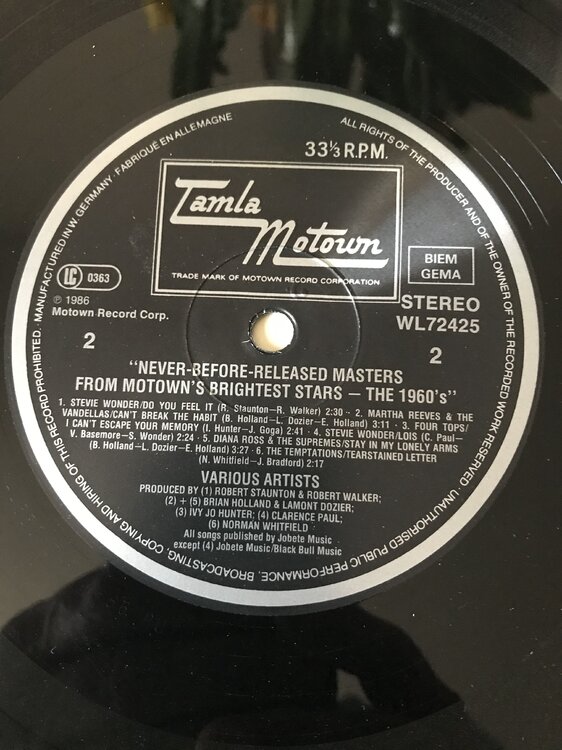 MANUFACTURED IN W. GERMANY · FABRIQUÉ EN ALLEMAGNE
ALL RIGHTS OF THE PRODUCER AND OF THE OWNER OF THE RECORDED WORK RESERVED. UNAUTHORISED PUBLIC PERFORMANCE, BROADCASTING, COPYING AND HIRING OF THIS RECORD PROHIBITED.
33⅓ R.P.M.
Tamla
Motown
TRADE MARK OF MOTOWN RECORD CORPORATION
LC 0363
BIEM
GEMA
℗ 1986
Motown Record Corp.
STEREO
WL72425
2
2
"NEVER-BEFORE-RELEASED MASTERS
FROM MOTOWN'S BRIGHTEST STARS — THE 1960's"
1. STEVIE WONDER/DO YOU FEEL IT (R. Staunton—R. Walker) 2:30 · 2. MARTHA REEVES & THE
VANDELLAS/CAN'T BREAK THE HABIT (B. Holland—L. Dozier—E. Holland) 3:11 · 3. FOUR TOPS/
I CAN'T ESCAPE YOUR MEMORY (I. Hunter—J. Goga) 2:41 · 4. STEVIE WONDER/LOIS (C. Paul—
V. Basemore—S. Wonder) 2:24 · 5. DIANA ROSS & THE SUPREMES/STAY IN MY LONELY ARMS
(B. Holland—L. Dozier—E. Holland) 3:27 · 6. THE TEMPTATIONS/TEARSTAINED LETTER
(N. Whitfield—J. Bradford) 2:17
VARIOUS ARTISTS
PRODUCED BY (1) ROBERT STAUNTON & ROBERT WALKER;
(2) + (5) BRIAN HOLLAND & LAMONT DOZIER;
(3) IVY JO HUNTER; (4) CLARENCE PAUL;
(6) NORMAN WHITFIELD
All songs published by Jobete Music
except (4) Jobete Music/Black Bull Music